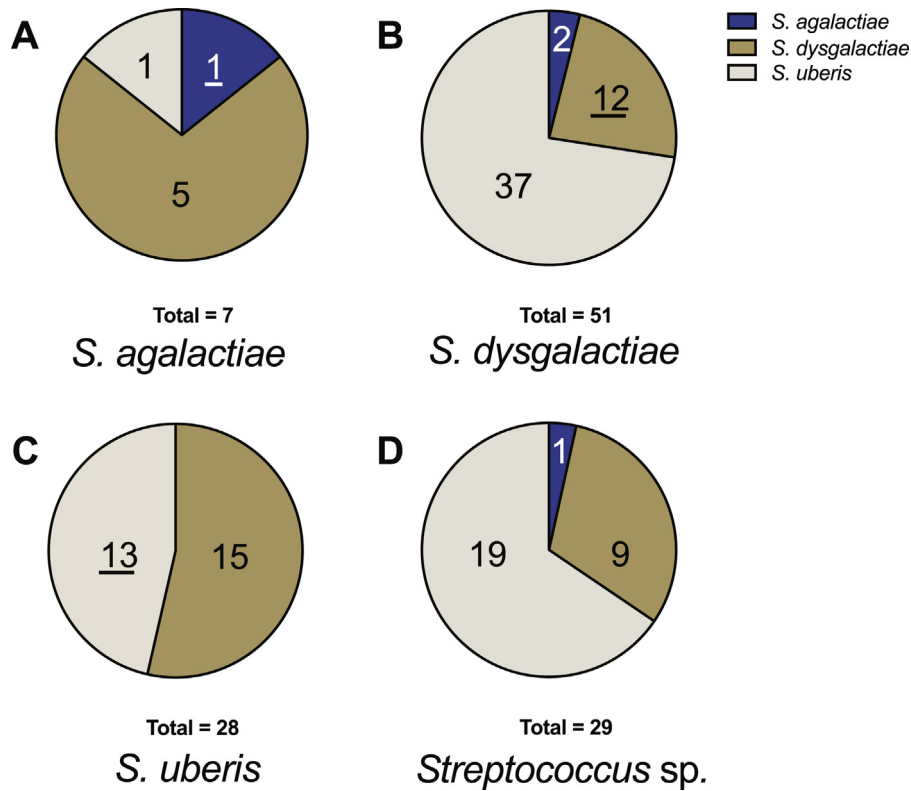 A
1
1
5
Total = 7
S. agalactiae
B
2
12
37
Total = 51
S. dysgalactiae
S. agalactiae
S. dysgalactiae
S. uberis
C
13
15
Total = 28
S. uberis
D
1
19
9
Total = 29
Streptococcus sp.